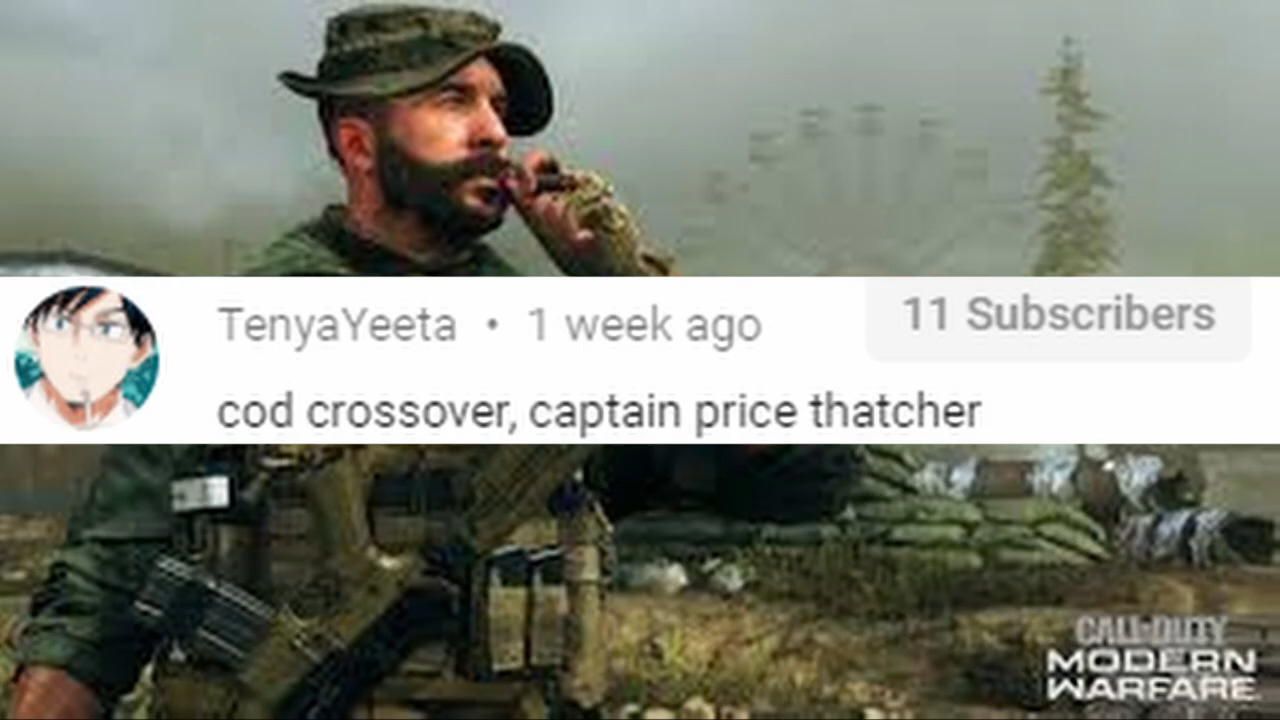 TenyaYeeta • 1 week ago
11 Subscribers
cod crossover, captain price thatcher
CALL OF DUTY
MODERN
WARFARE